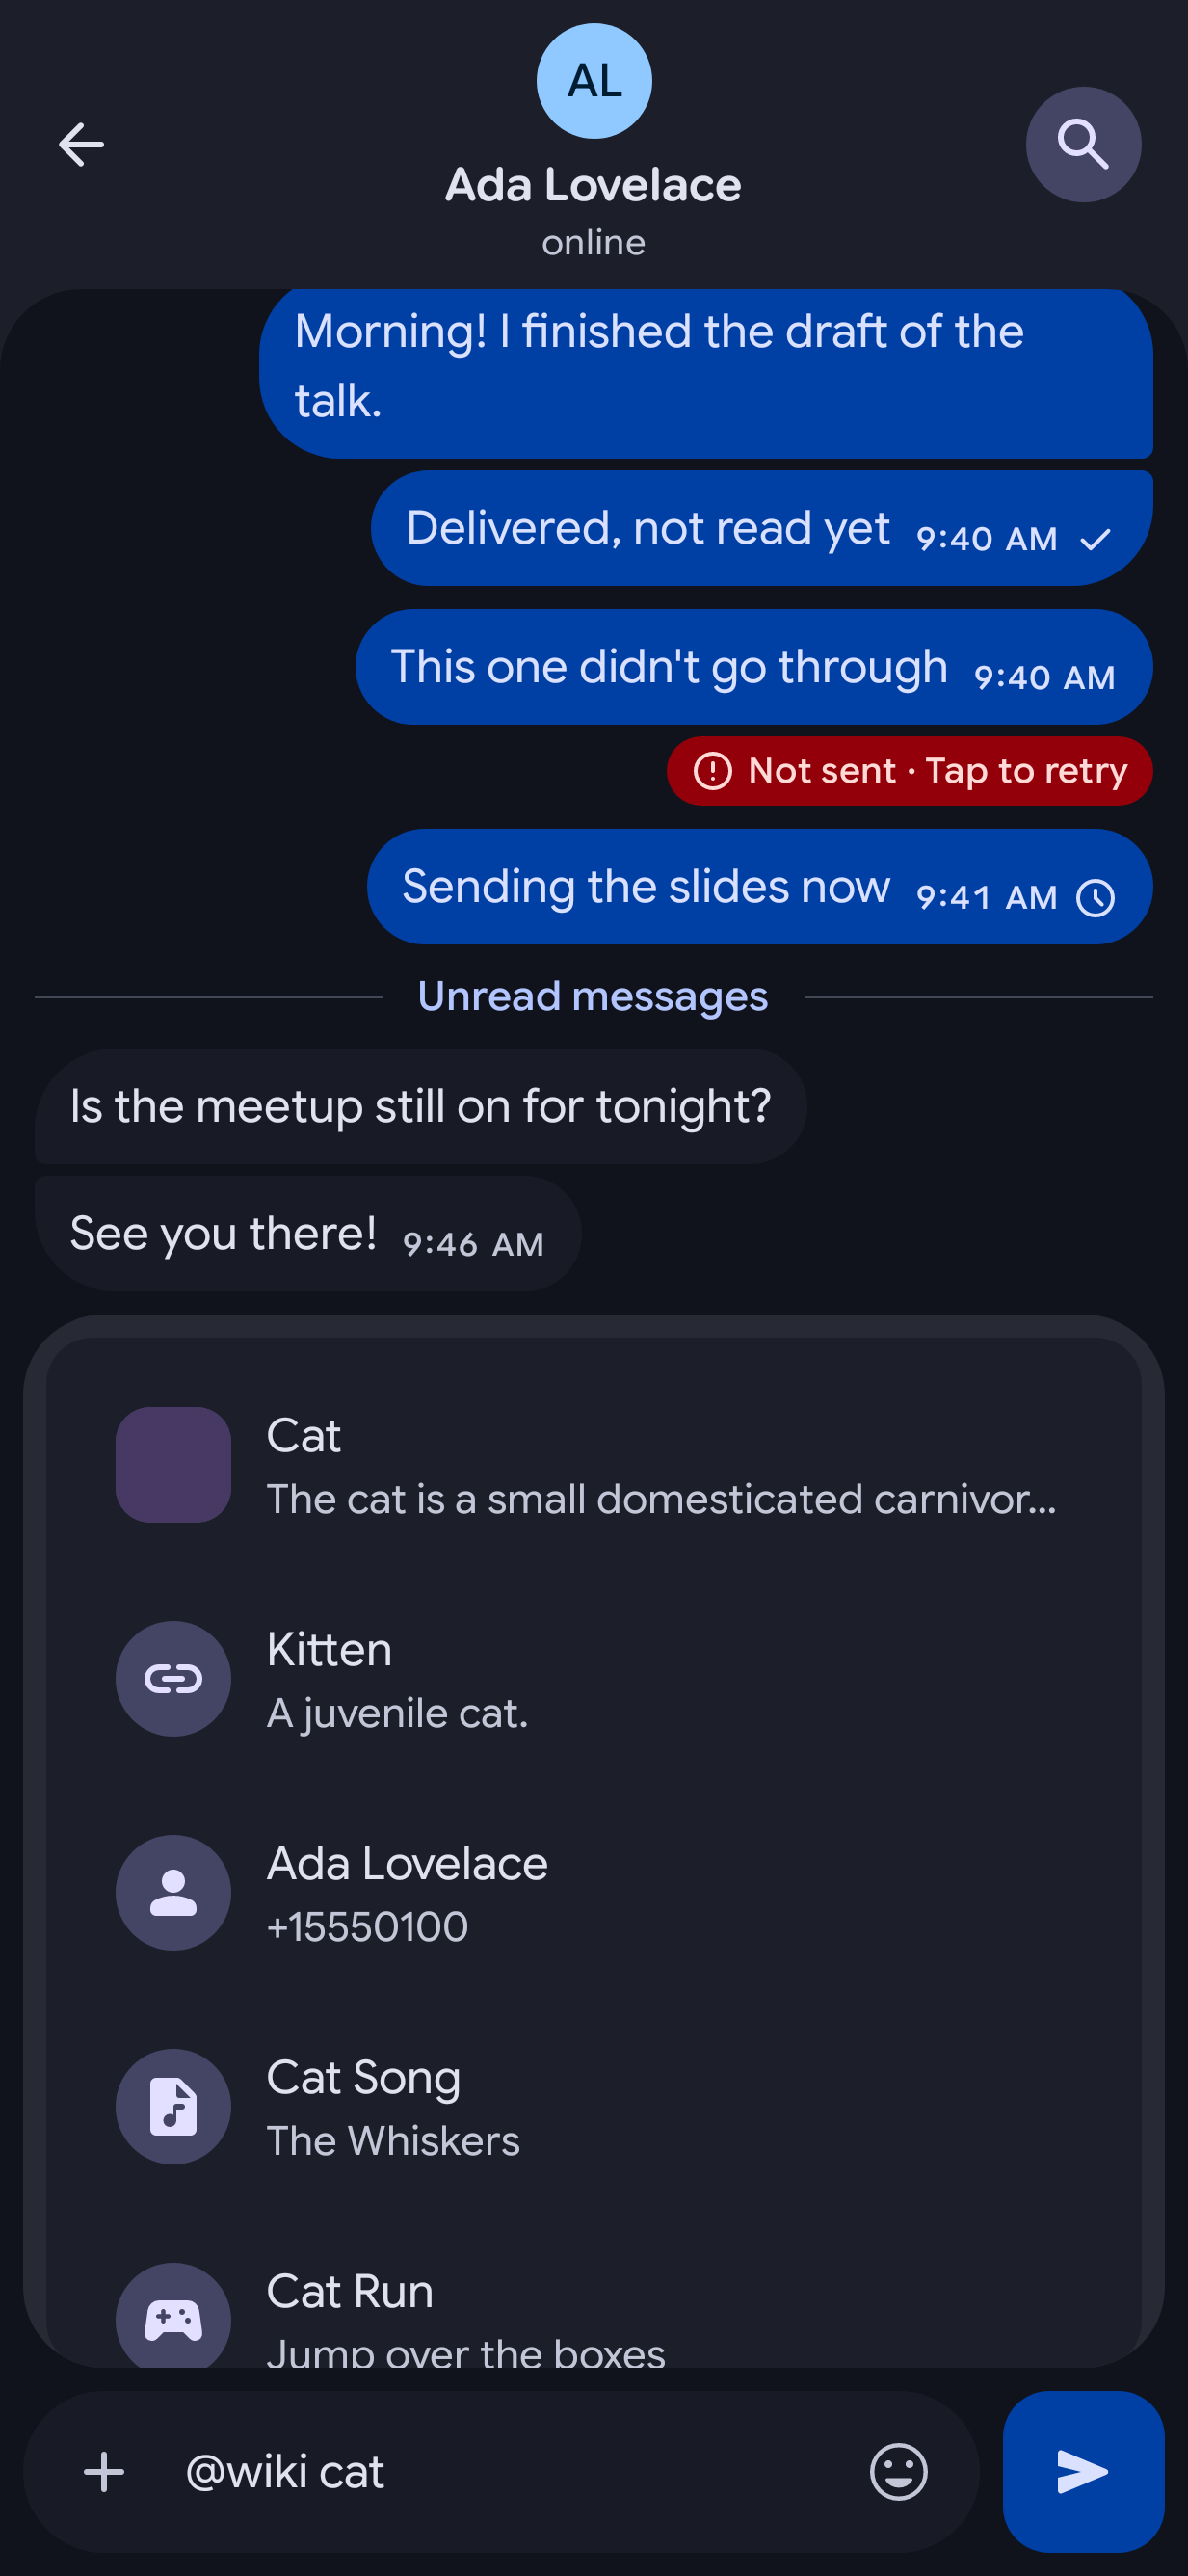 AL
Ada Lovelace
online
Morning! I finished the draft of the
talk.
Delivered, not read yet 9:40 AM
This one didn't go through 9:40 AM
Not sent · Tap to retry
Sending the slides now 9:41 AM
Unread messages
Is the meetup still on for tonight?
See you there! 9:46 AM
Cat
The cat is a small domesticated carnivor...
Kitten
A juvenile cat.
Ada Lovelace
+15550100
Cat Song
The Whiskers
Cat Run
Jump over the boxes
@wiki cat